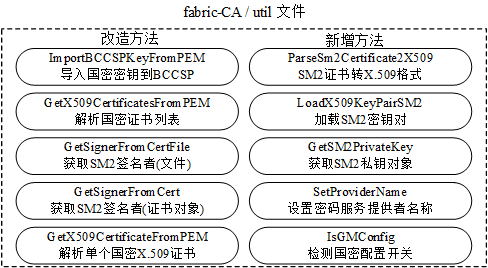 fabric-CA / util 文件
改造方法
ImportBCCSPKeyFromPEM
导入国密密钥到BCCSP
GetX509CertificatesFromPEM
解析国密证书列表
GetSignerFromCertFile
获取SM2签名者(文件)
GetSignerFromCert
获取SM2签名者(证书对象)
GetX509CertificateFromPEM
解析单个国密X.509证书
新增方法
ParseSm2Certificate2X509
SM2证书转X.509格式
LoadX509KeyPairSM2
加载SM2密钥对
GetSM2PrivateKey
获取SM2私钥对象
SetProviderName
设置密码服务提供者名称
IsGMConfig
检测国密配置开关